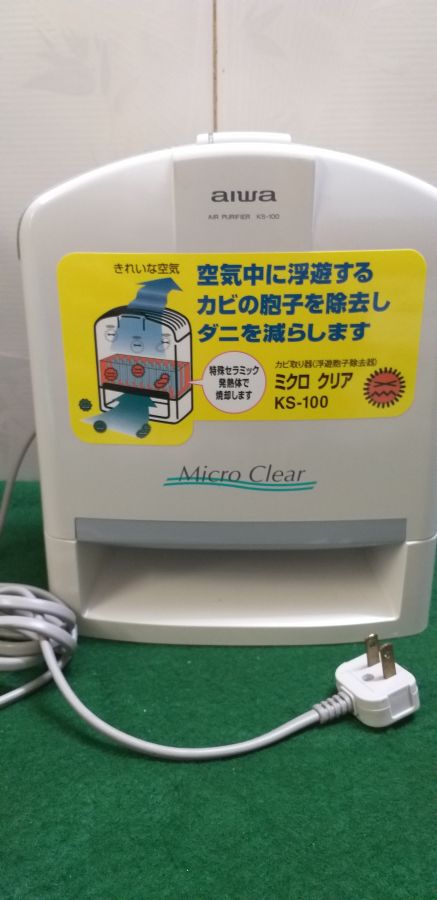 aiwa
AIR PURIFIER KS-100
きれいな空気
空気中に浮遊する
カビの胞子を除去し
ダニを減らします
特殊セラミック
発熱体で
焼却します
カビ取り器(浮遊胞子除去器)
ミクロ クリア
KS-100
Micro Clear